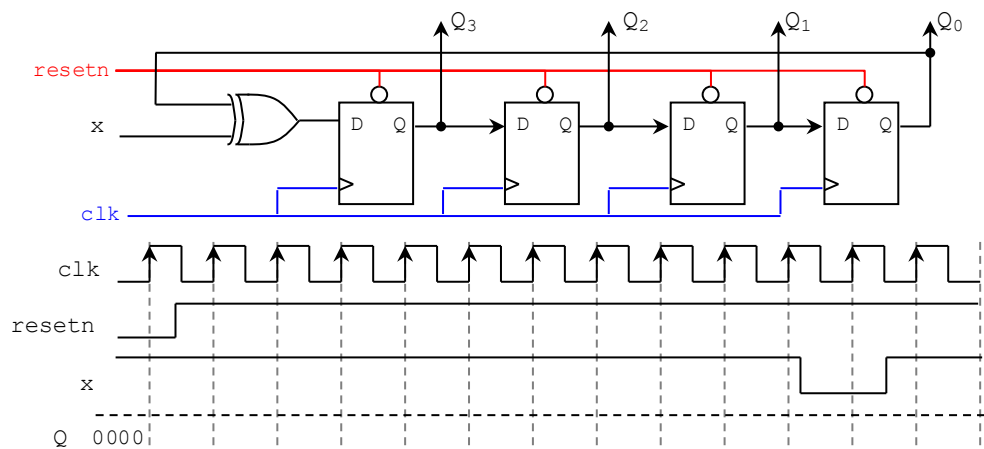 Q3 Q2 Q1 Q0
resetn
x D Q D Q D Q D Q
clk
clk
resetn
x
Q 0000